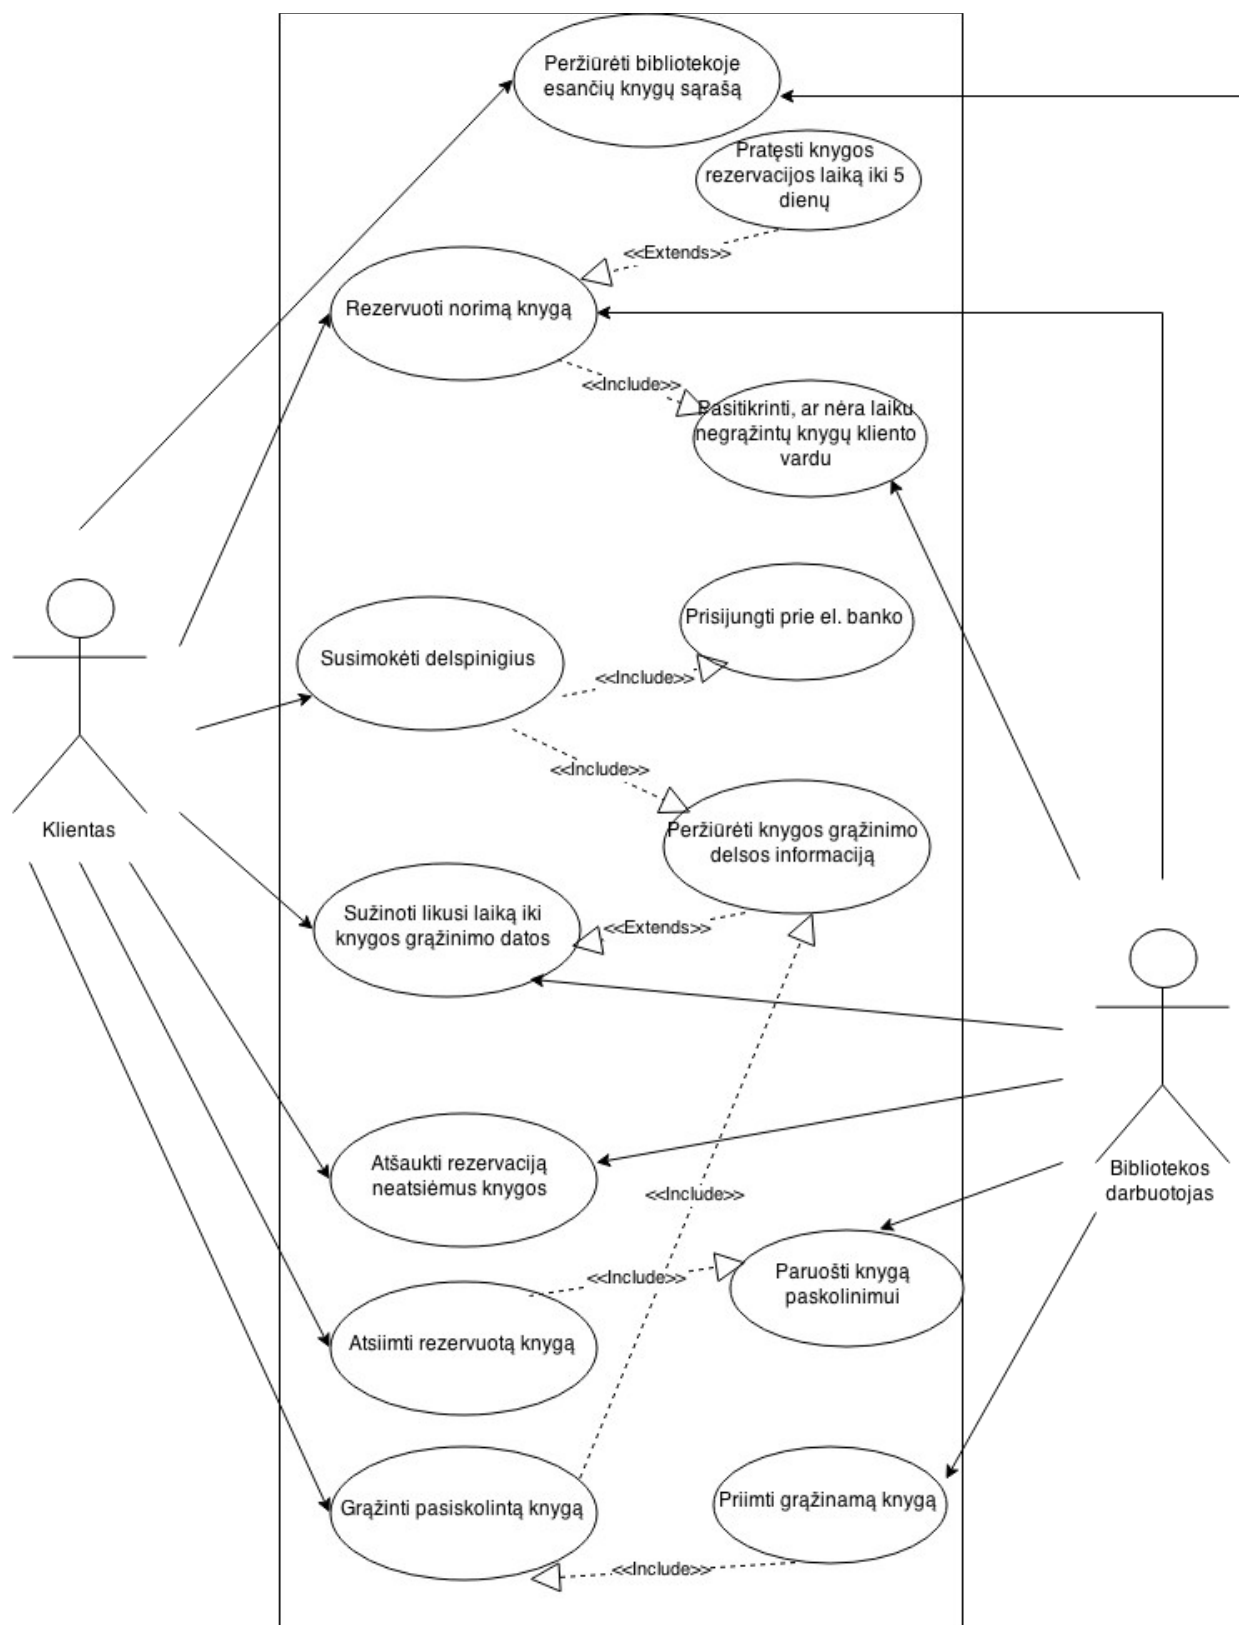 Peržiūrėti bibliotekoje
esančių knygų sąrašą
Pratęsti knygos
rezervacijos laiką iki 5
dienų
<<Extends>>
Rezervuoti norimą knygą
<<Include>>
Pasitikrinti, ar nėra laiku
negrąžintų knygų kliento
vardu
Prisijungti prie el. banko
Susimokėti delspinigius
<<Include>>
<<Include>>
Klientas
Peržiūrėti knygos grąžinimo
delsos informaciją
Sužinoti likusi laiką iki
knygos grąžinimo datos
<<Extends>>
Atšaukti rezervaciją
neatsiėmus knygos
<<Include>>
Bibliotekos
darbuotojas
<<Include>>
Paruošti knygą
paskolinimui
Atsiimti rezervuotą knygą
Grąžinti pasiskolintą knygą
Priimti grąžinamą knygą
<<Include>>